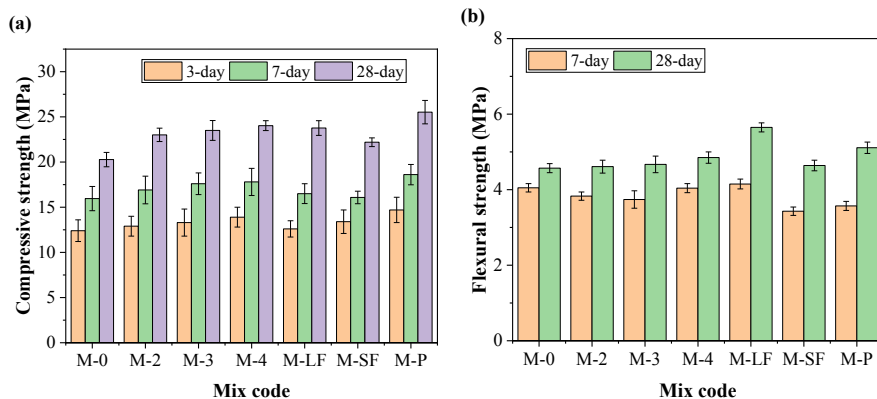 (a)
Compressive strength (MPa)
30
25
20
15
10
5
0
3-day 7-day 28-day
M-0 M-2 M-3 M-4 M-LF M-SF M-P
Mix code
(b)
Flexural strength (MPa)
8
6
4
2
0
7-day 28-day
M-0 M-2 M-3 M-4 M-LF M-SF M-P
Mix code